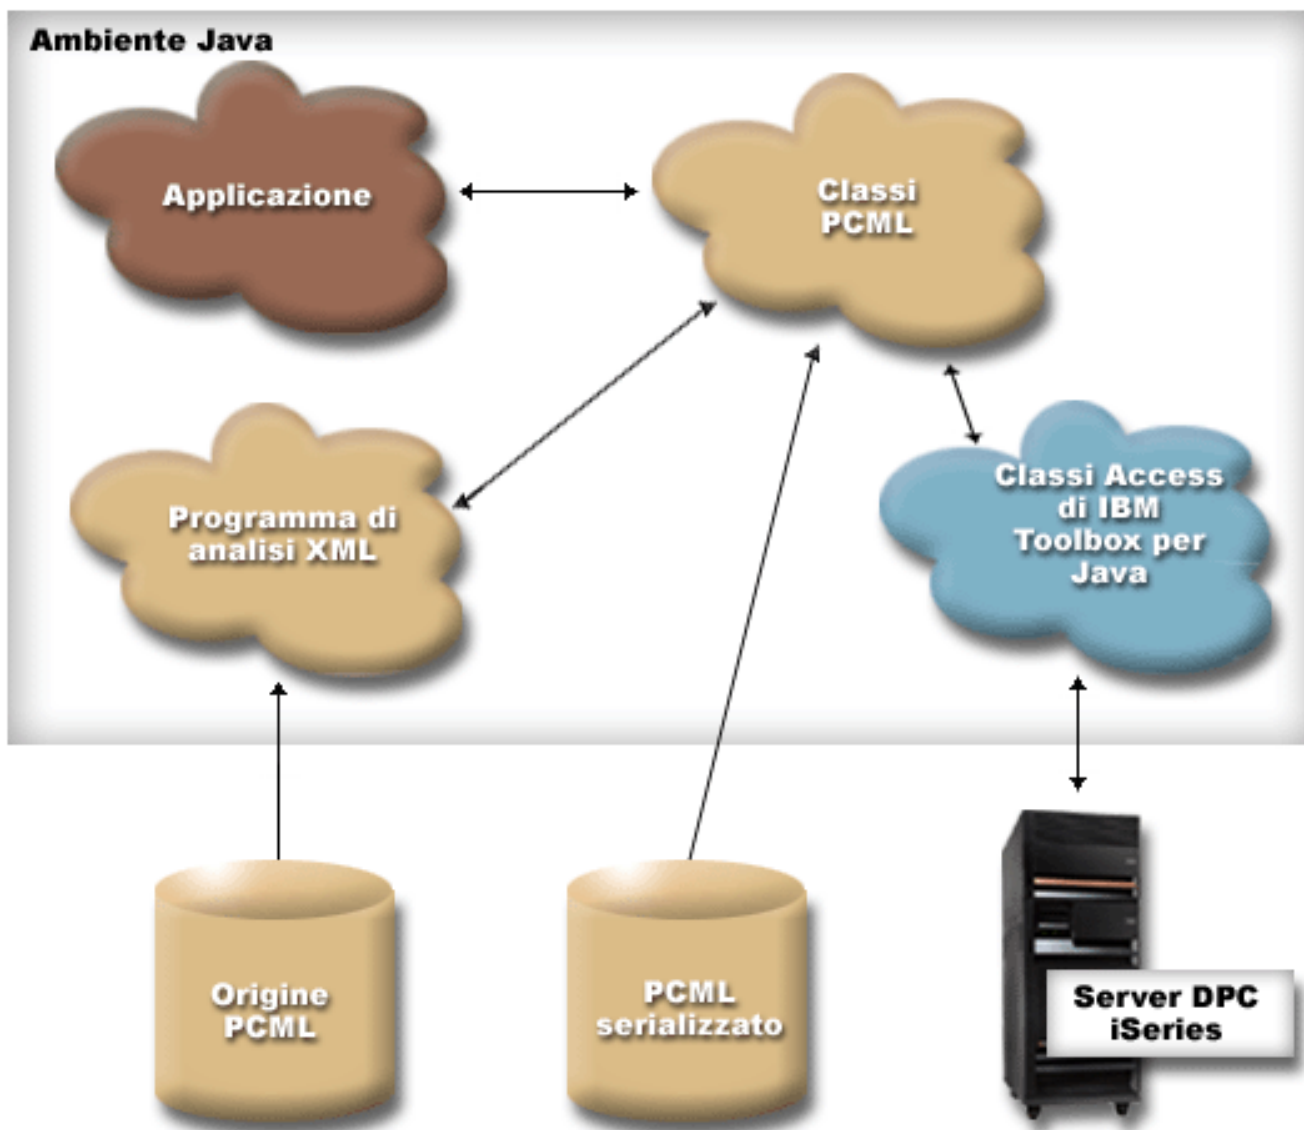 Ambiente Java
Applicazione
Classi
PCML
Programma di
analisi XML
Classi Access
di IBM
Toolbox per
Java
Origine
PCML
PCML
serializzato
Server DPC
iSeries